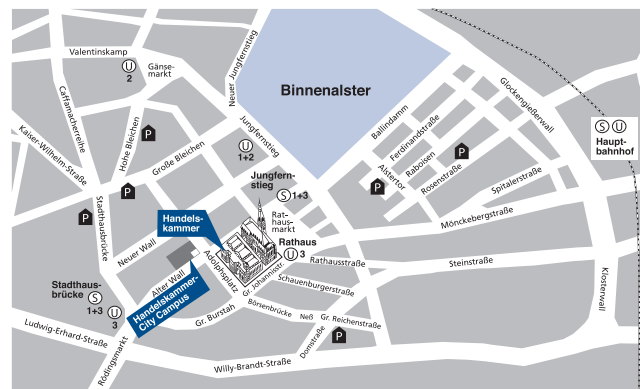 Valentinskamp
U
2
Gänse-
markt
Neuer Jungfernstieg
Binnenalster
Glockengießerwall
Caffamacherreihe
Kaiser-Wilhelm-Straße
Hohe Bleichen
P
Große Bleichen
Jungfernstieg
U
1+2
Ballindamm
Ferdinandstraße
Raboisen
Rosenstraße
Alstertor
P
P
S U
Haupt-
bahnhof
Jungfern-
stieg
S 1+3
Spitalerstraße
P
P
Stadthausbrücke
Handels-
kammer
Rat-
haus-
markt
Rathaus
U 3
Mönckebergstraße
Neuer Wall
Adolphsplatz
Gr. Johannisstr.
Rathausstraße
Steinstraße
Klosterwall
Alter Wall
Schauenburgerstraße
Stadthaus-
brücke
S
1+3
U
3
Handelskammer-
City Campus
Gr. Burstah
Börsenbrücke
Neß
Gr. Reichenstraße
P
Domstraße
Ludwig-Erhard-Straße
Rödingsmarkt
Willy-Brandt-Straße